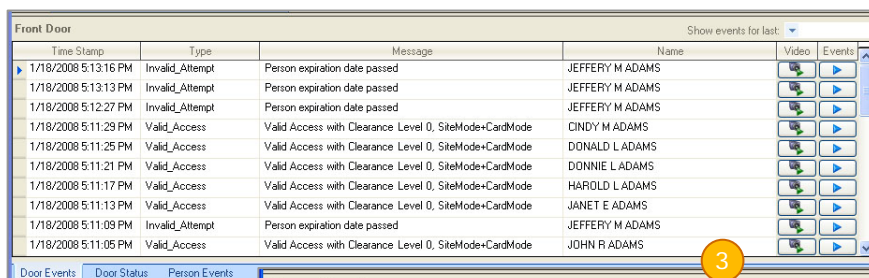 Front Door Show events for last:
Time Stamp Type Message Name Video Events
1/18/2008 5:13:16 PM Invalid_Attempt Person expiration date passed JEFFERY M ADAMS
1/18/2008 5:13:13 PM Invalid_Attempt Person expiration date passed JEFFERY M ADAMS
1/18/2008 5:12:27 PM Invalid_Attempt Person expiration date passed JEFFERY M ADAMS
1/18/2008 5:11:29 PM Valid_Access Valid Access with Clearance Level 0, SiteMode+CardMode CINDY M ADAMS
1/18/2008 5:11:25 PM Valid_Access Valid Access with Clearance Level 0, SiteMode+CardMode DONALD L ADAMS
1/18/2008 5:11:21 PM Valid_Access Valid Access with Clearance Level 0, SiteMode+CardMode DONNIE L ADAMS
1/18/2008 5:11:17 PM Valid_Access Valid Access with Clearance Level 0, SiteMode+CardMode HAROLD L ADAMS
1/18/2008 5:11:13 PM Valid_Access Valid Access with Clearance Level 0, SiteMode+CardMode JANET E ADAMS
1/18/2008 5:11:09 PM Invalid_Attempt Person expiration date passed JEFFERY M ADAMS
1/18/2008 5:11:05 PM Valid_Access Valid Access with Clearance Level 0, SiteMode+CardMode JOHN R ADAMS
Door Events Door Status Person Events 3